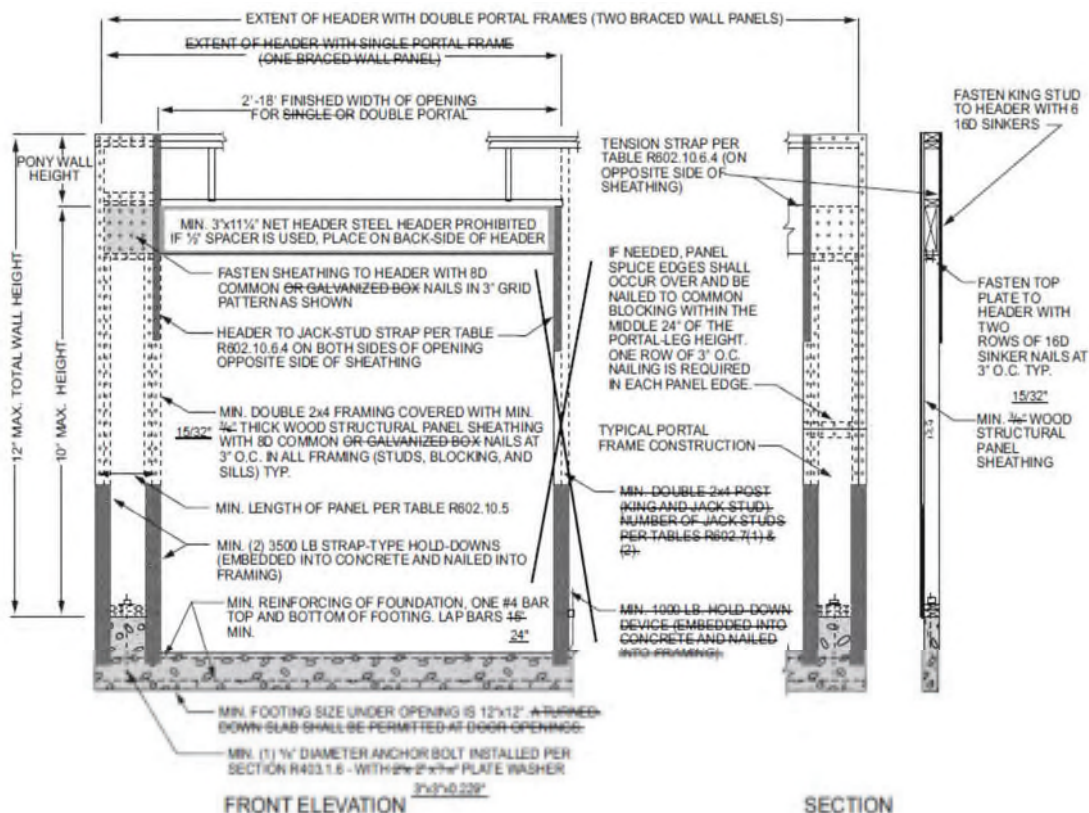 EXTENT OF HEADER WITH DOUBLE PORTAL FRAMES (TWO BRACED WALL PANELS)
EXTENT OF HEADER WITH SINGLE PORTAL FRAME
(ONE BRACED WALL PANEL)
2'-18' FINISHED WIDTH OF OPENING
FOR SINGLE OR DOUBLE PORTAL
PONY WALL
HEIGHT
12" MAX. TOTAL WALL HEIGHT
10" MAX. HEIGHT
MIN. 3"x11¼" NET HEADER STEEL HEADER PROHIBITED
IF ½" SPACER IS USED, PLACE ON BACK-SIDE OF HEADER
FASTEN SHEATHING TO HEADER WITH 8D
COMMON OR GALVANIZED BOX NAILS IN 3" GRID
PATTERN AS SHOWN
HEADER TO JACK-STUD STRAP PER TABLE
R602.10.6.4 ON BOTH SIDES OF OPENING
OPPOSITE SIDE OF SHEATHING
MIN. DOUBLE 2x4 FRAMING COVERED WITH MIN.
15/32" THICK WOOD STRUCTURAL PANEL SHEATHING
WITH 8D COMMON OR GALVANIZED BOX NAILS AT
3" O.C. IN ALL FRAMING (STUDS, BLOCKING, AND
SILLS) TYP.
MIN. LENGTH OF PANEL PER TABLE R602.10.5
MIN. (2) 3500 LB STRAP-TYPE HOLD-DOWNS
(EMBEDDED INTO CONCRETE AND NAILED INTO
FRAMING)
MIN. REINFORCING OF FOUNDATION, ONE #4 BAR
TOP AND BOTTOM OF FOOTING. LAP BARS 15"
MIN.
24"
MIN. FOOTING SIZE UNDER OPENING IS 12"x12" A TURNED-
DOWN SLAB SHALL BE PERMITTED AT DOOR OPENINGS.
MIN. (1) DIAMETER ANCHOR BOLT INSTALLED PER
SECTION R403.1.6 - WITH PLATE WASHER
3"x3"x0.229"
FRONT ELEVATION
TENSION STRAP PER
TABLE R602.10.6.4 (ON
OPPOSITE SIDE OF
SHEATHING)
IF NEEDED, PANEL
SPLICE EDGES SHALL
OCCUR OVER AND BE
NAILED TO COMMON
BLOCKING WITHIN THE
MIDDLE 24" OF THE
PORTAL-LEG HEIGHT.
ONE ROW OF 3" O.C.
NAILING IS REQUIRED
IN EACH PANEL EDGE.
TYPICAL PORTAL
FRAME CONSTRUCTION
MIN. DOUBLE 2x4 POST
(KING AND JACK STUD).
NUMBER OF JACK STUDS
PER TABLES R602.7(1) &
(2).
MIN. 1000 LB. HOLD-DOWN
DEVICE (EMBEDDED INTO
CONCRETE AND NAILED
INTO FRAMING).
FASTEN KING STUD
TO HEADER WITH 6
16D SINKERS
FASTEN TOP
PLATE TO
HEADER WITH
TWO
ROWS OF 16D
SINKER NAILS AT
3" O.C. TYP.
15/32"
MIN. WOOD
STRUCTURAL
PANEL
SHEATHING
SECTION